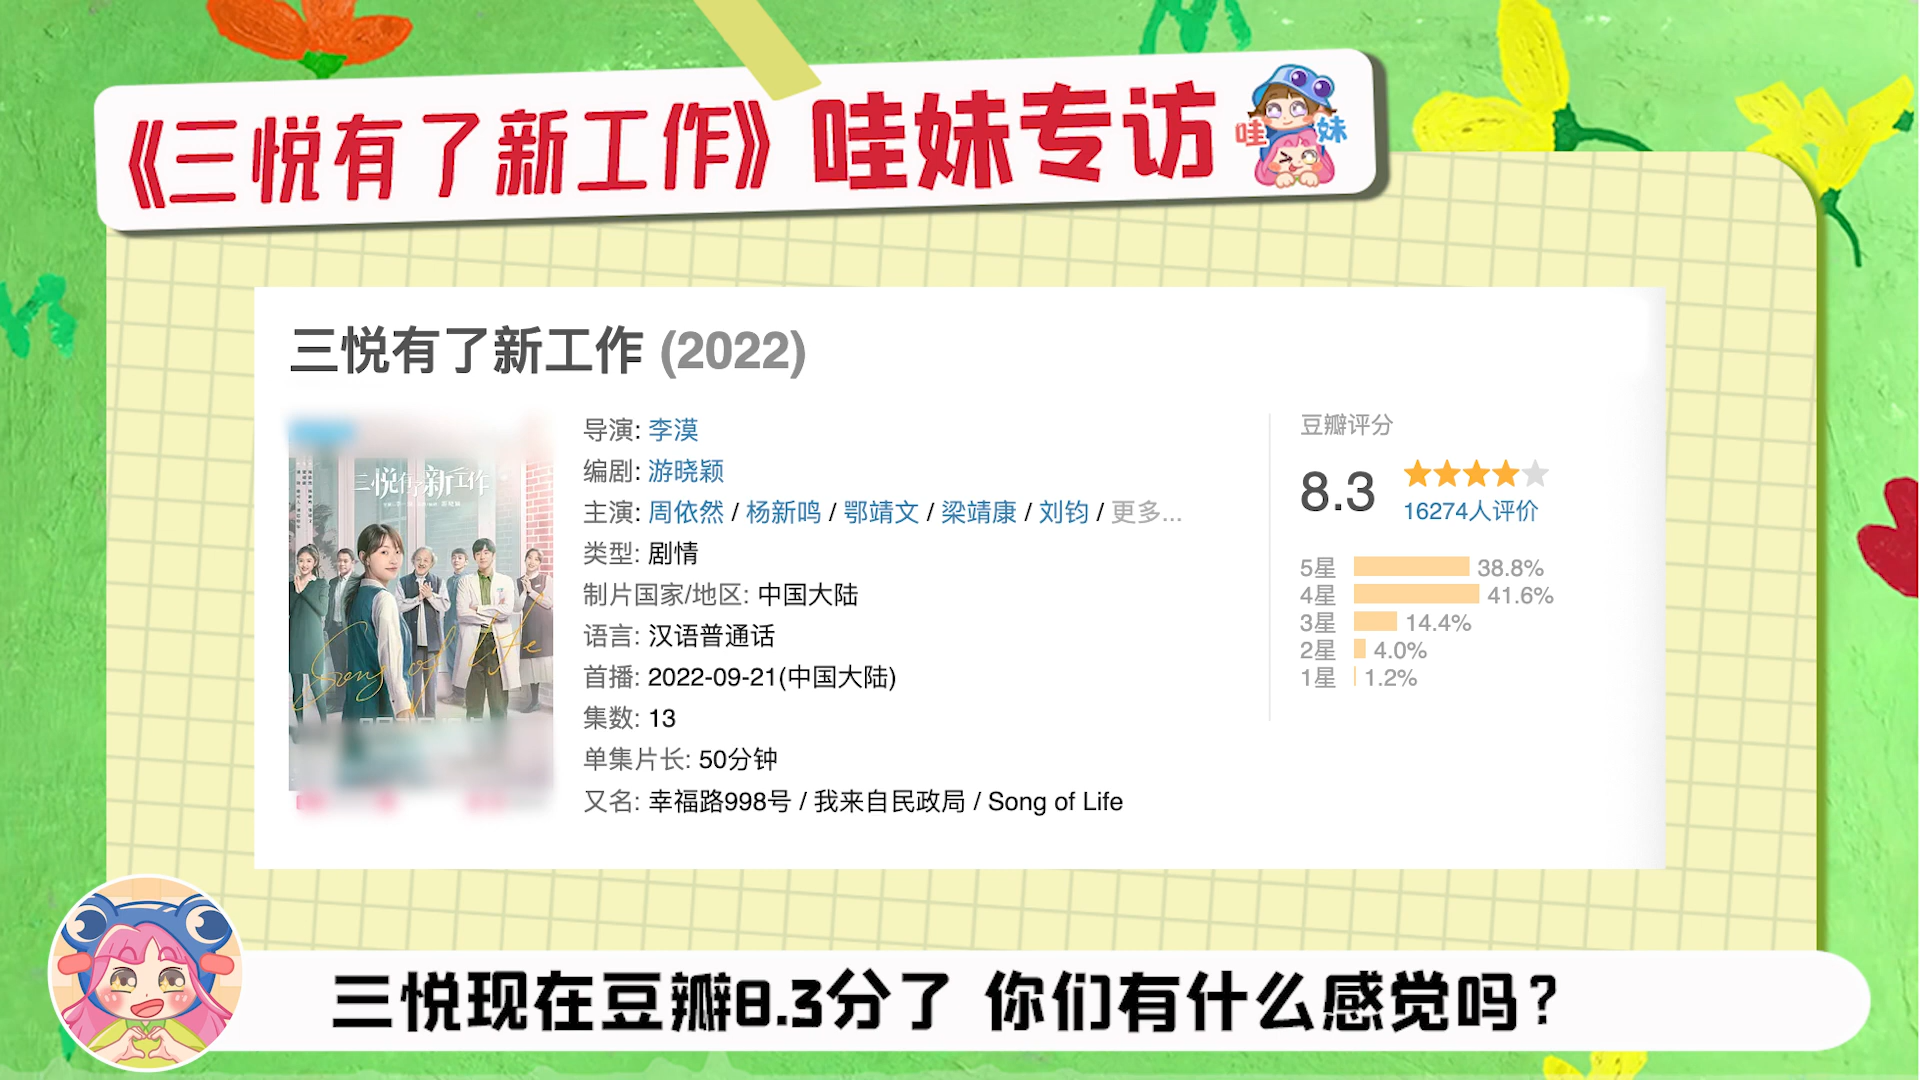 《三悦有了新工作》哇妹专访
哇妹
三悦有了新工作 (2022)
三悦有了新工作
Song of Life
导演: 李漠
编剧: 游晓颖
主演: 周依然 / 杨新鸣 / 鄂靖文 / 梁靖康 / 刘钧 / 更多...
类型: 剧情
制片国家/地区: 中国大陆
语言: 汉语普通话
首播: 2022-09-21(中国大陆)
集数: 13
单集片长: 50分钟
又名: 幸福路998号 / 我来自民政局 / Song of Life
豆瓣评分
8.3
16274人评价
5星 38.8%
4星 41.6%
3星 14.4%
2星 4.0%
1星 1.2%
三悦现在豆瓣8.3分了 你们有什么感觉吗?